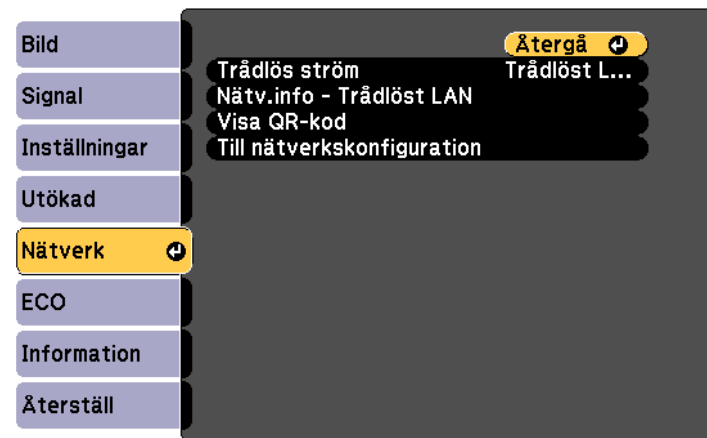 Bild
Signal
Inställningar
Utökad
Nätverk
ECO
Information
Återställ
Återgå
Trådlös ström Trådlöst L...
Nätv.info - Trådlöst LAN
Visa QR-kod
Till nätverkskonfiguration